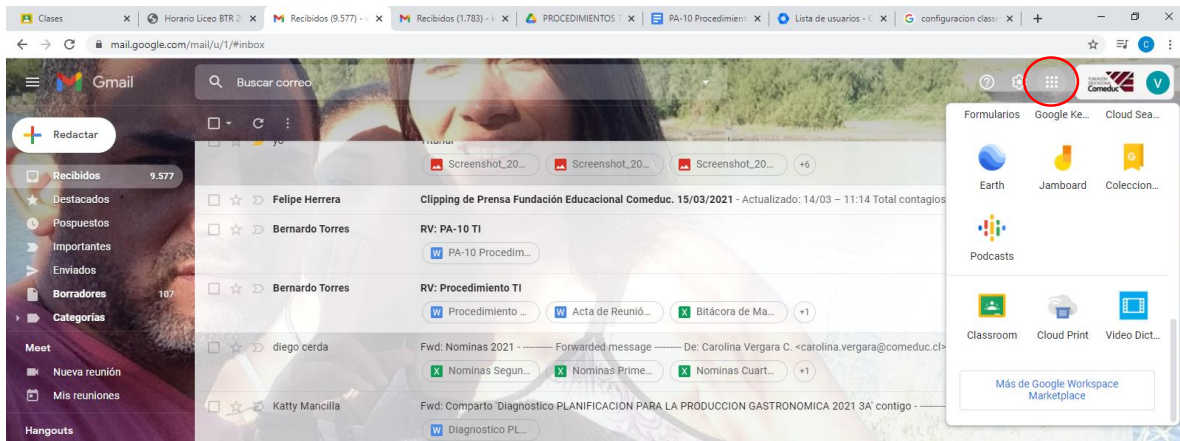 Clases
Horario Liceo BTR 2
Recibidos (9.577) -
Recibidos (1.783) -
PROCEDIMIENTOS T
PA-10 Procedimient
Lista de usuarios - C
configuracion classr
mail.google.com/mail/u/1/#inbox
C
Gmail
Buscar correo
FUNDACIÓN EDUCACIONAL
Comeduc
V
Redactar
Formularios Google Ke... Cloud Sea...
yo
Screenshot_20... Screenshot_20... Screenshot_20... +6
Earth Jamboard Coleccion...
Recibidos 9.577
Destacados
Felipe Herrera Clipping de Prensa Fundación Educacional Comeduc. 15/03/2021 - Actualizado: 14/03 – 11:14 Total contagios
Pospuestos
Bernardo Torres RV: PA-10 TI
Importantes
W PA-10 Procedim...
Podcasts
Enviados
Borradores 107
Bernardo Torres RV: Procedimiento TI
W Procedimiento ... W Acta de Reunió... X Bitácora de Ma... +1
Categorías
Classroom Cloud Print Video Dict...
Meet
diego cerda Fwd: Nominas 2021 - ---------- Forwarded message --------- De: Carolina Vergara C. <carolina.vergara@comeduc.cl>
Nueva reunión
X Nominas Segun... X Nominas Prime... X Nominas Cuart... +1
Más de Google Workspace
Marketplace
Mis reuniones
Katty Mancilla Fwd: Comparto 'Diagnostico PLANIFICACION PARA LA PRODUCCION GASTRONOMICA 2021 3A' contigo -
Hangouts
W Diagnostico PL...